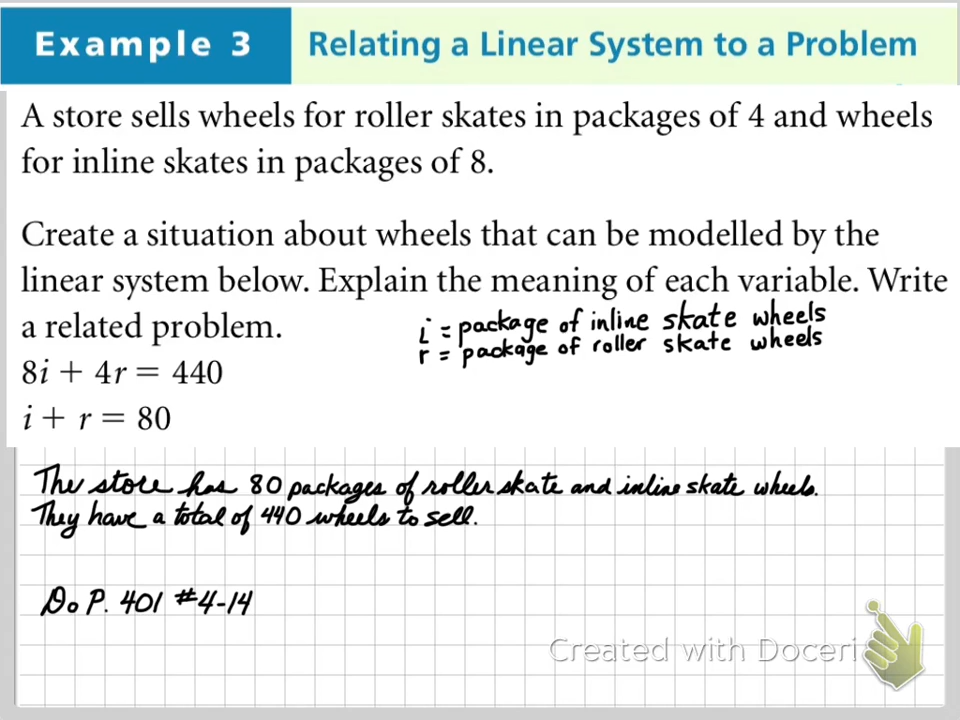 Example 3 Relating a Linear System to a Problem
A store sells wheels for roller skates in packages of 4 and wheels
for inline skates in packages of 8.
Create a situation about wheels that can be modelled by the
linear system below. Explain the meaning of each variable. Write
a related problem.
i = package of inline skate wheels
r = package of roller skate wheels
8i + 4r = 440
i + r = 80
The store has 80 packages of roller skate and inline skate wheels.
They have a total of 440 wheels to sell.
Do P. 401 #4-14
Created with Doceri